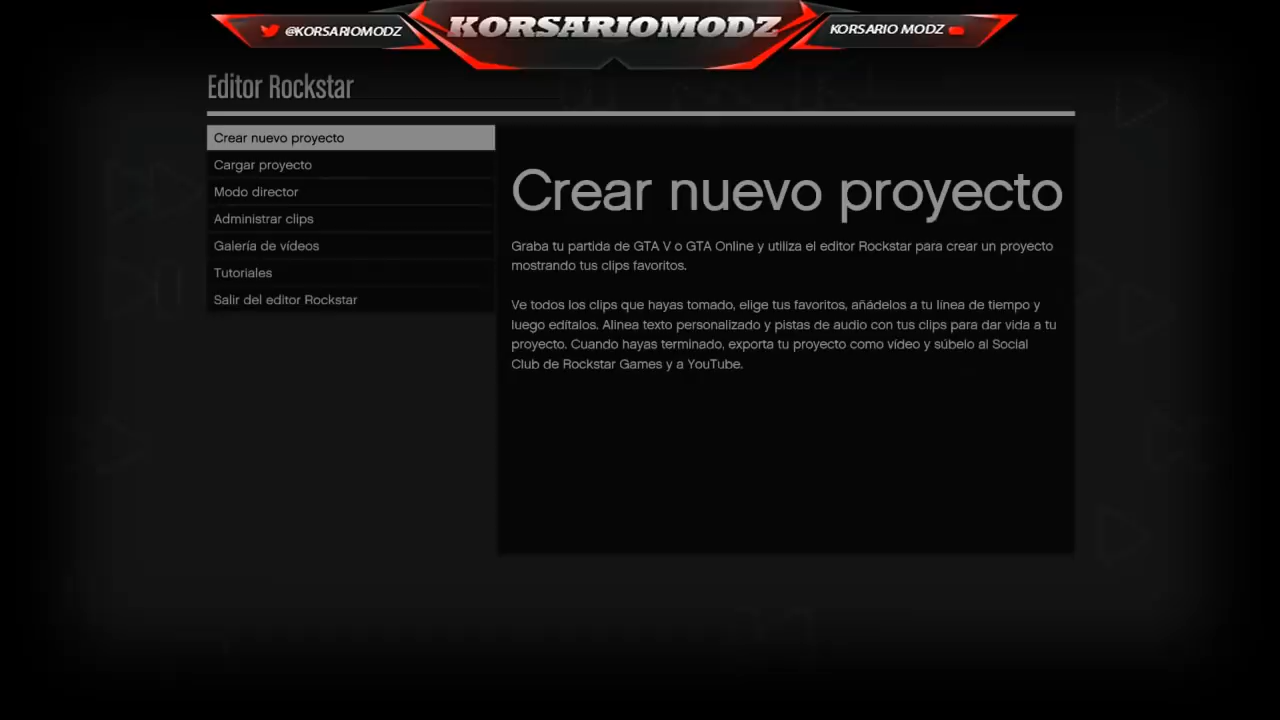 @KORSARIOMODZ
KORSARIOMODZ
KORSARIO MODZ
Editor Rockstar
Crear nuevo proyecto
Cargar proyecto
Modo director
Administrar clips
Galería de vídeos
Tutoriales
Salir del editor Rockstar
Crear nuevo proyecto
Graba tu partida de GTA V o GTA Online y utiliza el editor Rockstar para crear un proyecto
mostrando tus clips favoritos.
Ve todos los clips que hayas tomado, elige tus favoritos, añádelos a tu línea de tiempo y
luego edítalos. Alinea texto personalizado y pistas de audio con tus clips para dar vida a tu
proyecto. Cuando hayas terminado, exporta tu proyecto como vídeo y súbelo al Social
Club de Rockstar Games y a YouTube.